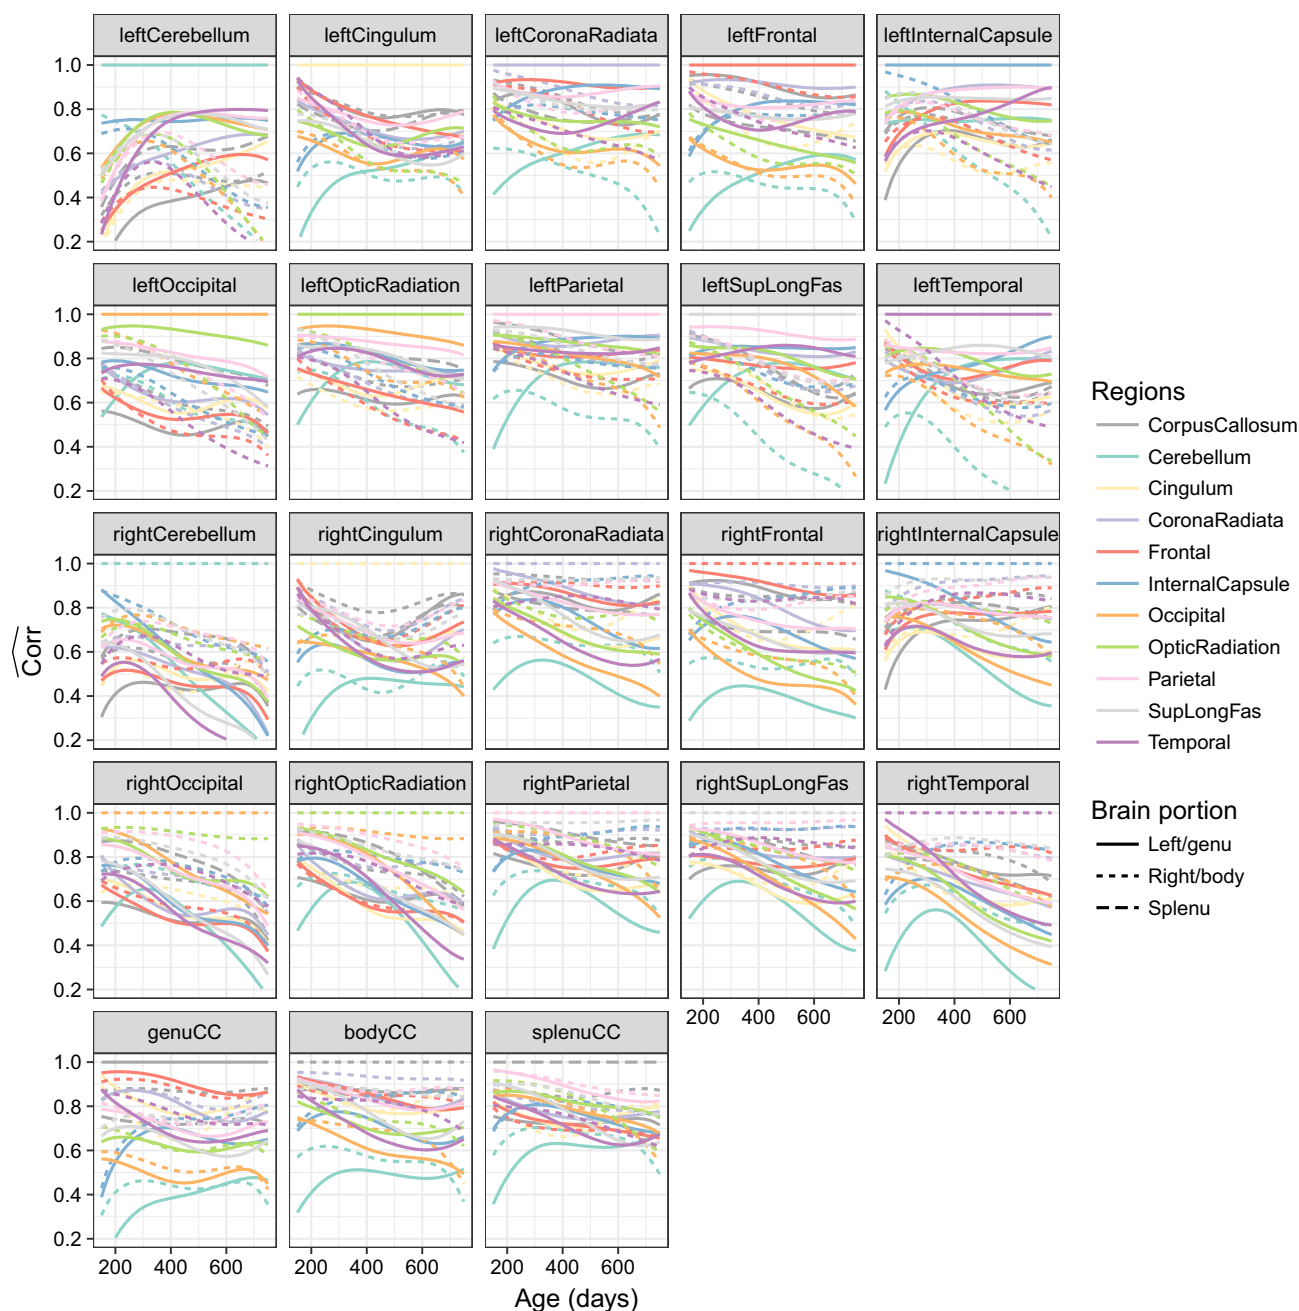 leftCerebellum leftCingulum leftCoronaRadiata leftFrontal leftInternalCapsule
1.0
0.8
0.6
0.4
0.2
leftOccipital leftOpticRadiation leftParietal leftSupLongFas leftTemporal
1.0
0.8
0.6
0.4
0.2
rightCerebellum rightCingulum rightCoronaRadiata rightFrontal rightInternalCapsule
1.0
0.8
0.6
0.4
0.2
Corr
rightOccipital rightOpticRadiation rightParietal rightSupLongFas rightTemporal
1.0
0.8
0.6
0.4
0.2
200 400 600 200 400 600
genuCC bodyCC splenuCC
1.0
0.8
0.6
0.4
0.2
200 400 600 200 400 600 200 400 600
Age (days)
Regions
CorpusCallosum
Cerebellum
Cingulum
CoronaRadiata
Frontal
InternalCapsule
Occipital
OpticRadiation
Parietal
SupLongFas
Temporal
Brain portion
Left/genu
Right/body
Splenu